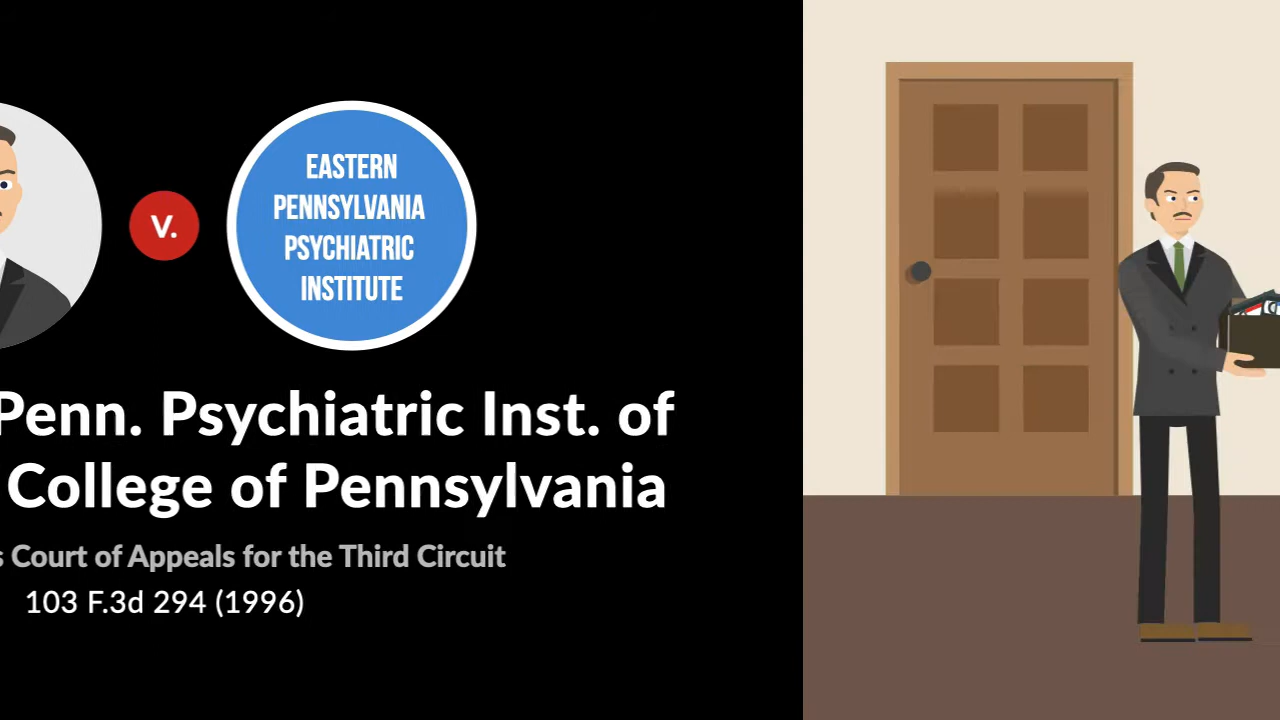 EASTERN
PENNSYLVANIA
PSYCHIATRIC
INSTITUTE
V.
Penn. Psychiatric Inst. of
College of Pennsylvania
s Court of Appeals for the Third Circuit
103 F.3d 294 (1996)